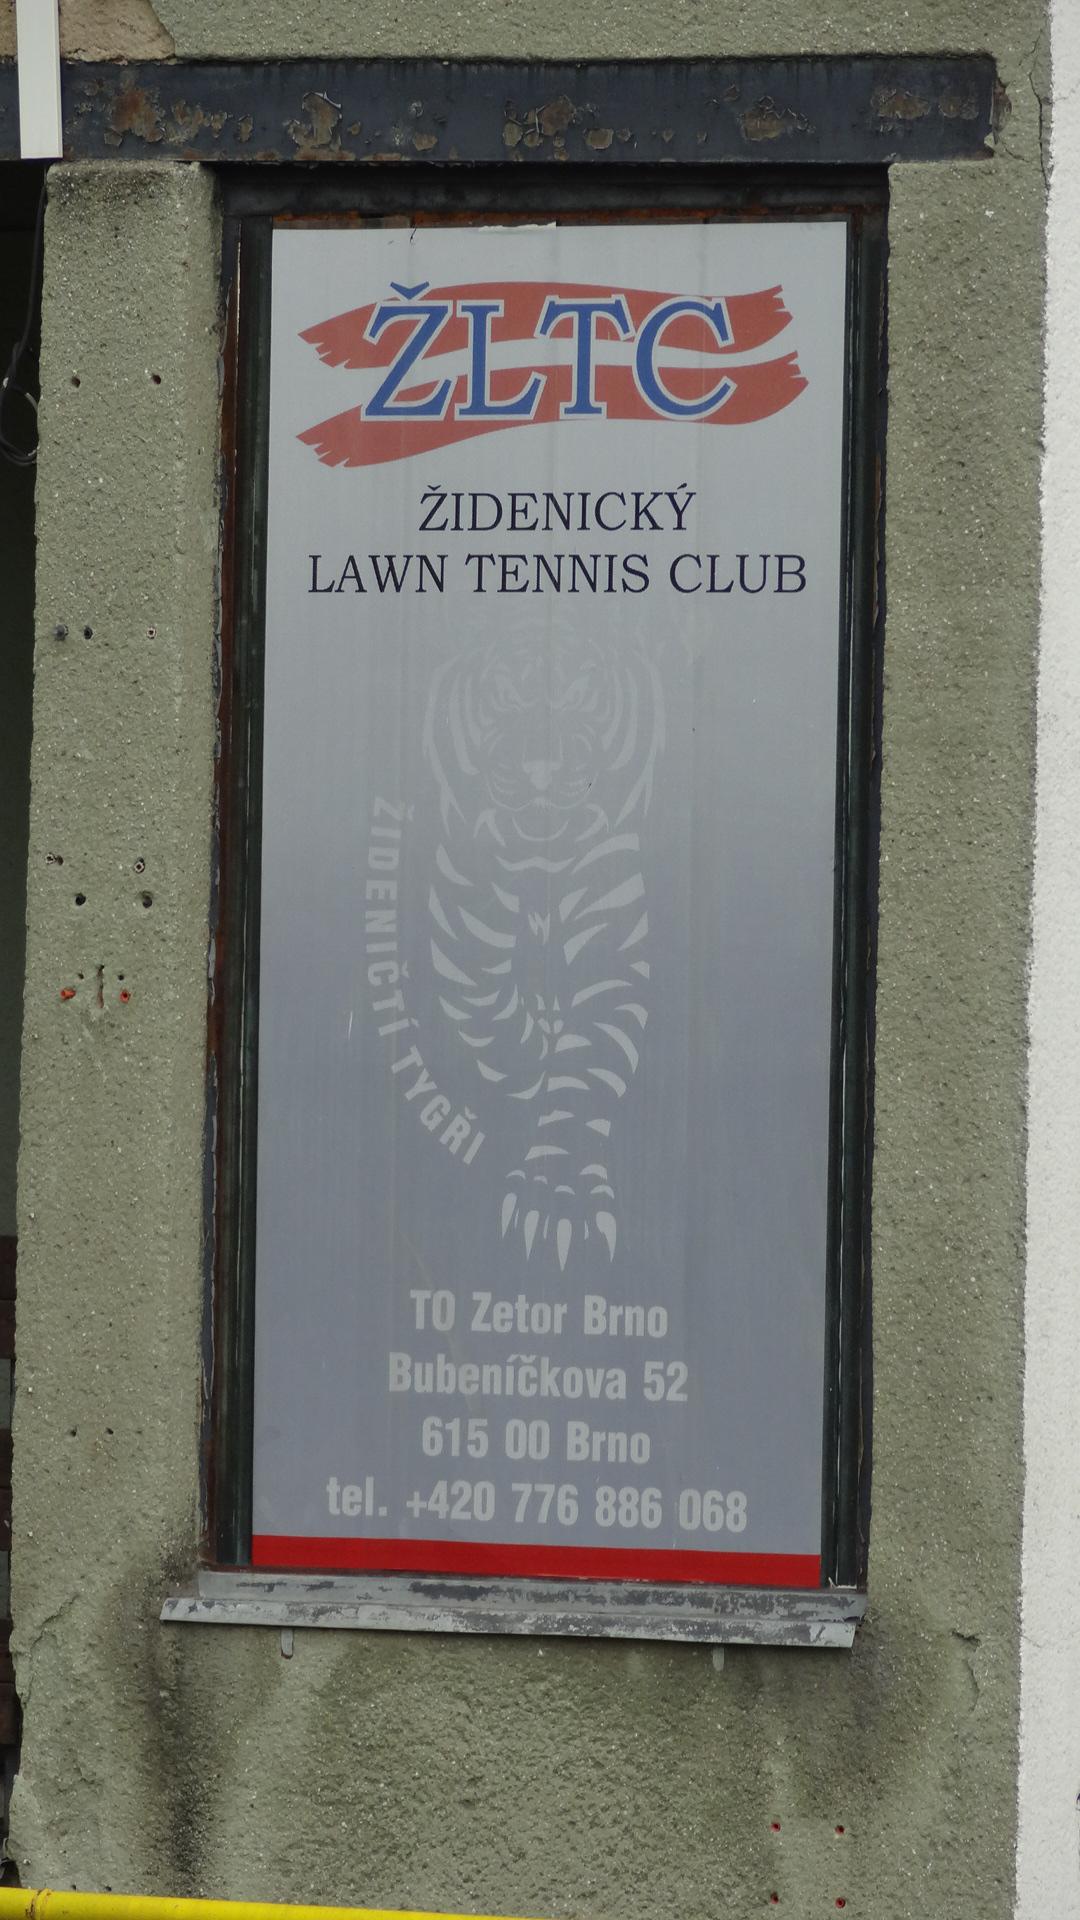 ŽLTC
ŽIDENICKÝ
LAWN TENNIS CLUB
ŽIDENIČTÍ TYGŘI
TO Zetor Brno
Bubeníčkova 52
615 00 Brno
tel. +420 776 886 068